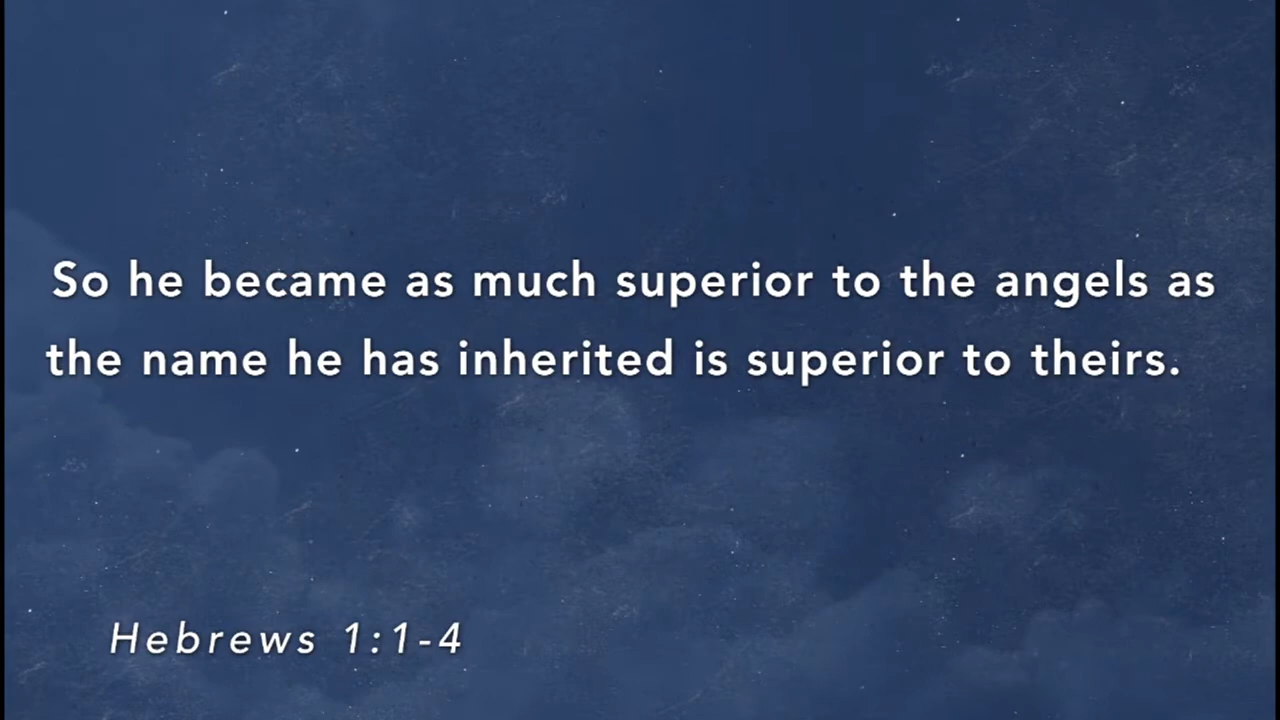 So he became as much superior to the angels as
the name he has inherited is superior to theirs.
Hebrews 1:1-4